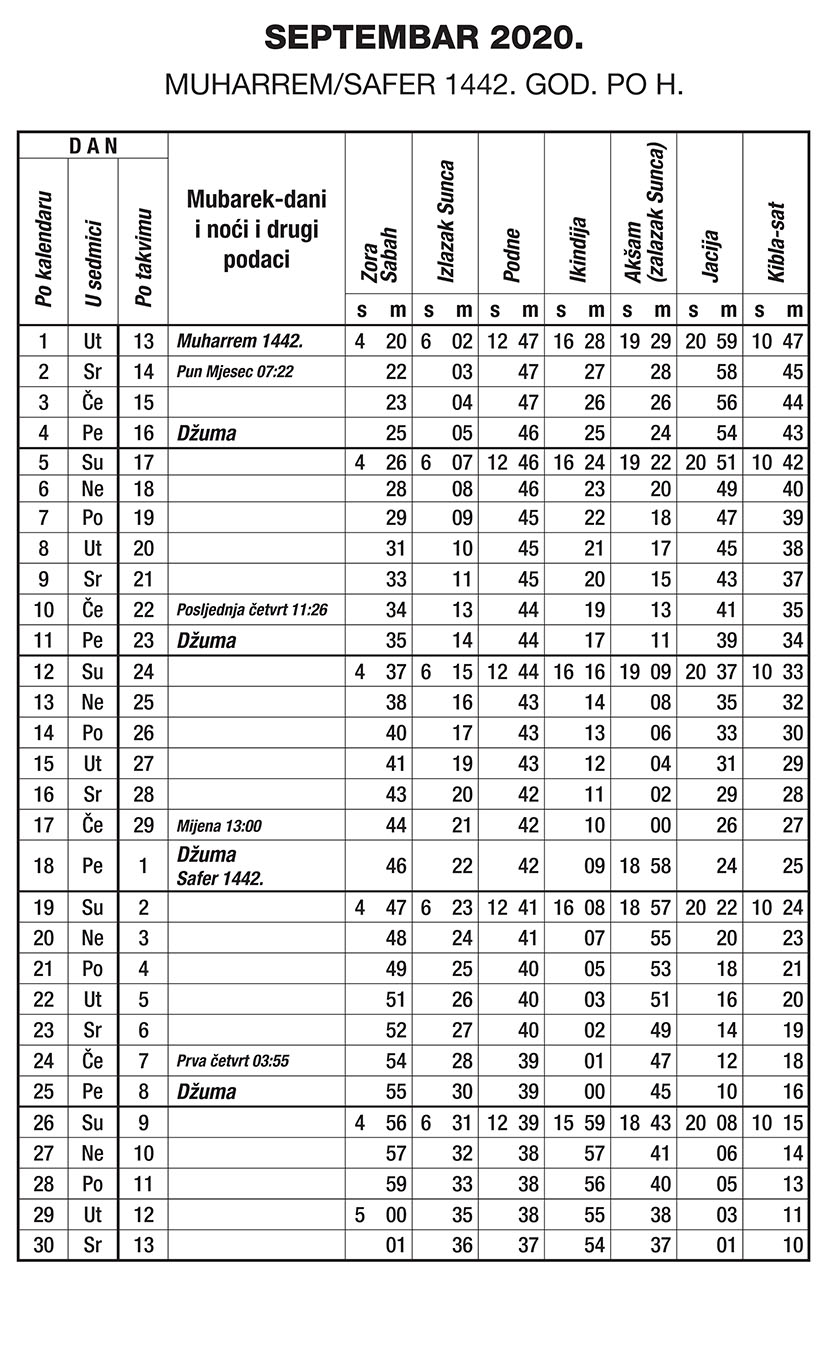 SEPTEMBAR 2020.
MUHARREM/SAFER 1442. GOD. PO H.
DAN
Po kalendaru U sedmici Po takvimu Mubarek-dani i noći i drugi podaci Zora Sabah Izlazak Sunca Podne Ikindija Akšam (zalazak Sunca) Jacija Kibla-sat
s m s m s m s m s m s m s m
1 Ut 13 Muharrem 1442. 4 20 6 02 12 47 16 28 19 29 20 59 10 47
2 Sr 14 Pun Mjesec 07:22 22 03 47 27 28 58 45
3 Če 15 23 04 47 26 26 56 44
4 Pe 16 Džuma 25 05 46 25 24 54 43
5 Su 17 4 26 6 07 12 46 16 24 19 22 20 51 10 42
6 Ne 18 28 08 46 23 20 49 40
7 Po 19 29 09 45 22 18 47 39
8 Ut 20 31 10 45 21 17 45 38
9 Sr 21 33 11 45 20 15 43 37
10 Če 22 Posljednja četvrt 11:26 34 13 44 19 13 41 35
11 Pe 23 Džuma 35 14 44 17 11 39 34
12 Su 24 4 37 6 15 12 44 16 16 19 09 20 37 10 33
13 Ne 25 38 16 43 14 08 35 32
14 Po 26 40 17 43 13 06 33 30
15 Ut 27 41 19 43 12 04 31 29
16 Sr 28 43 20 42 11 02 29 28
17 Če 29 Mijena 13:00 44 21 42 10 00 26 27
18 Pe 1 Džuma Safer 1442. 46 22 42 09 18 58 24 25
19 Su 2 4 47 6 23 12 41 16 08 18 57 20 22 10 24
20 Ne 3 48 24 41 07 55 20 23
21 Po 4 49 25 40 05 53 18 21
22 Ut 5 51 26 40 03 51 16 20
23 Sr 6 52 27 40 02 49 14 19
24 Če 7 Prva četvrt 03:55 54 28 39 01 47 12 18
25 Pe 8 Džuma 55 30 39 00 45 10 16
26 Su 9 4 56 6 31 12 39 15 59 18 43 20 08 10 15
27 Ne 10 57 32 38 57 41 06 14
28 Po 11 59 33 38 56 40 05 13
29 Ut 12 5 00 35 38 55 38 03 11
30 Sr 13 01 36 37 54 37 01 10